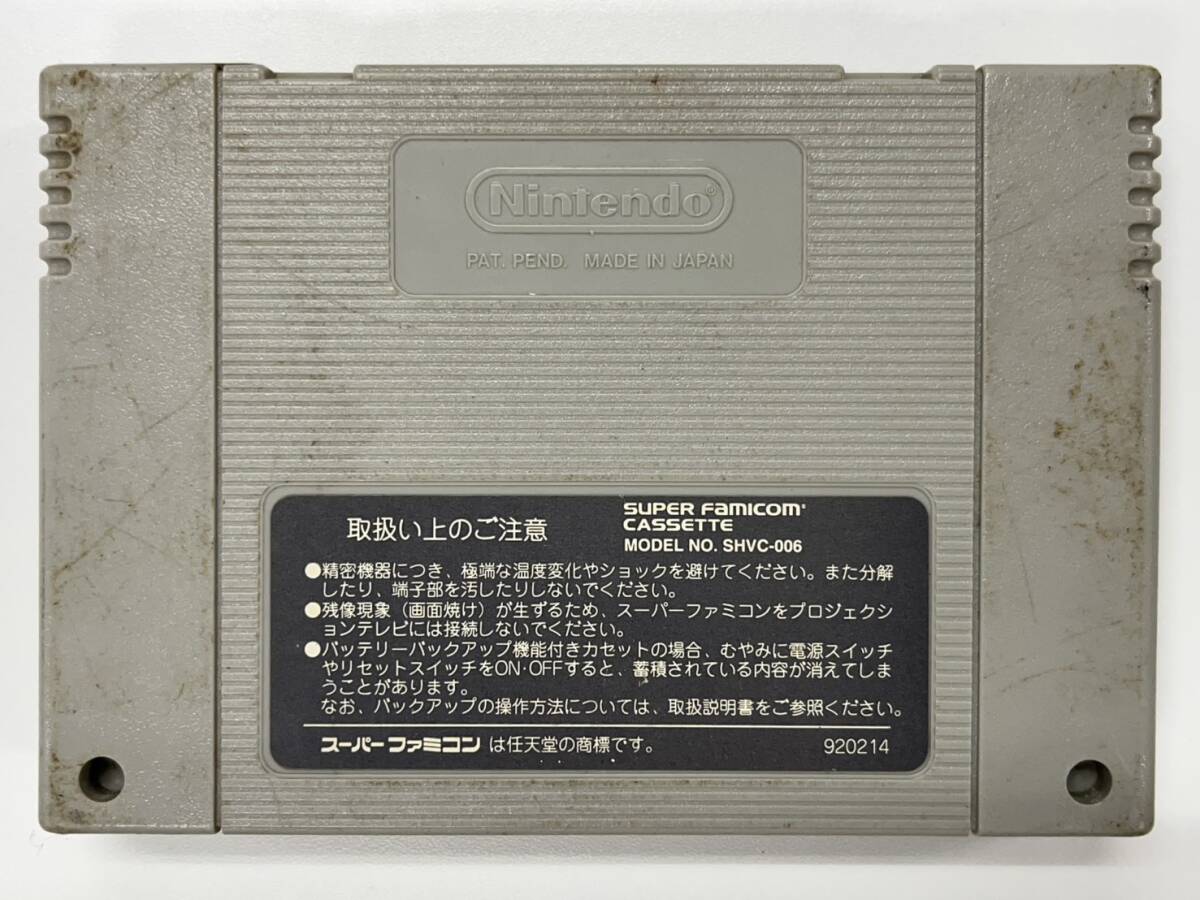 Nintendo®
PAT. PEND. MADE IN JAPAN
取扱い上のご注意
SUPER FAMICOM
CASSETTE
MODEL NO. SHVC-006
●精密機器につき、極端な温度変化やショックを避けてください。また分解
したり、端子部を汚したりしないでください。
●残像現象（画面焼け）が生ずるため、スーパーファミコンをプロジェクシ
ョンテレビには接続しないでください。
●バッテリーバックアップ機能付きカセットの場合、むやみに電源スイッチ
やリセットスイッチをON・OFFすると、蓄積されている内容が消えてしま
うことがあります。
なお、バックアップの操作方法については、取扱説明書をご参照ください。
スーパーファミコン は任天堂の商標です。 920214